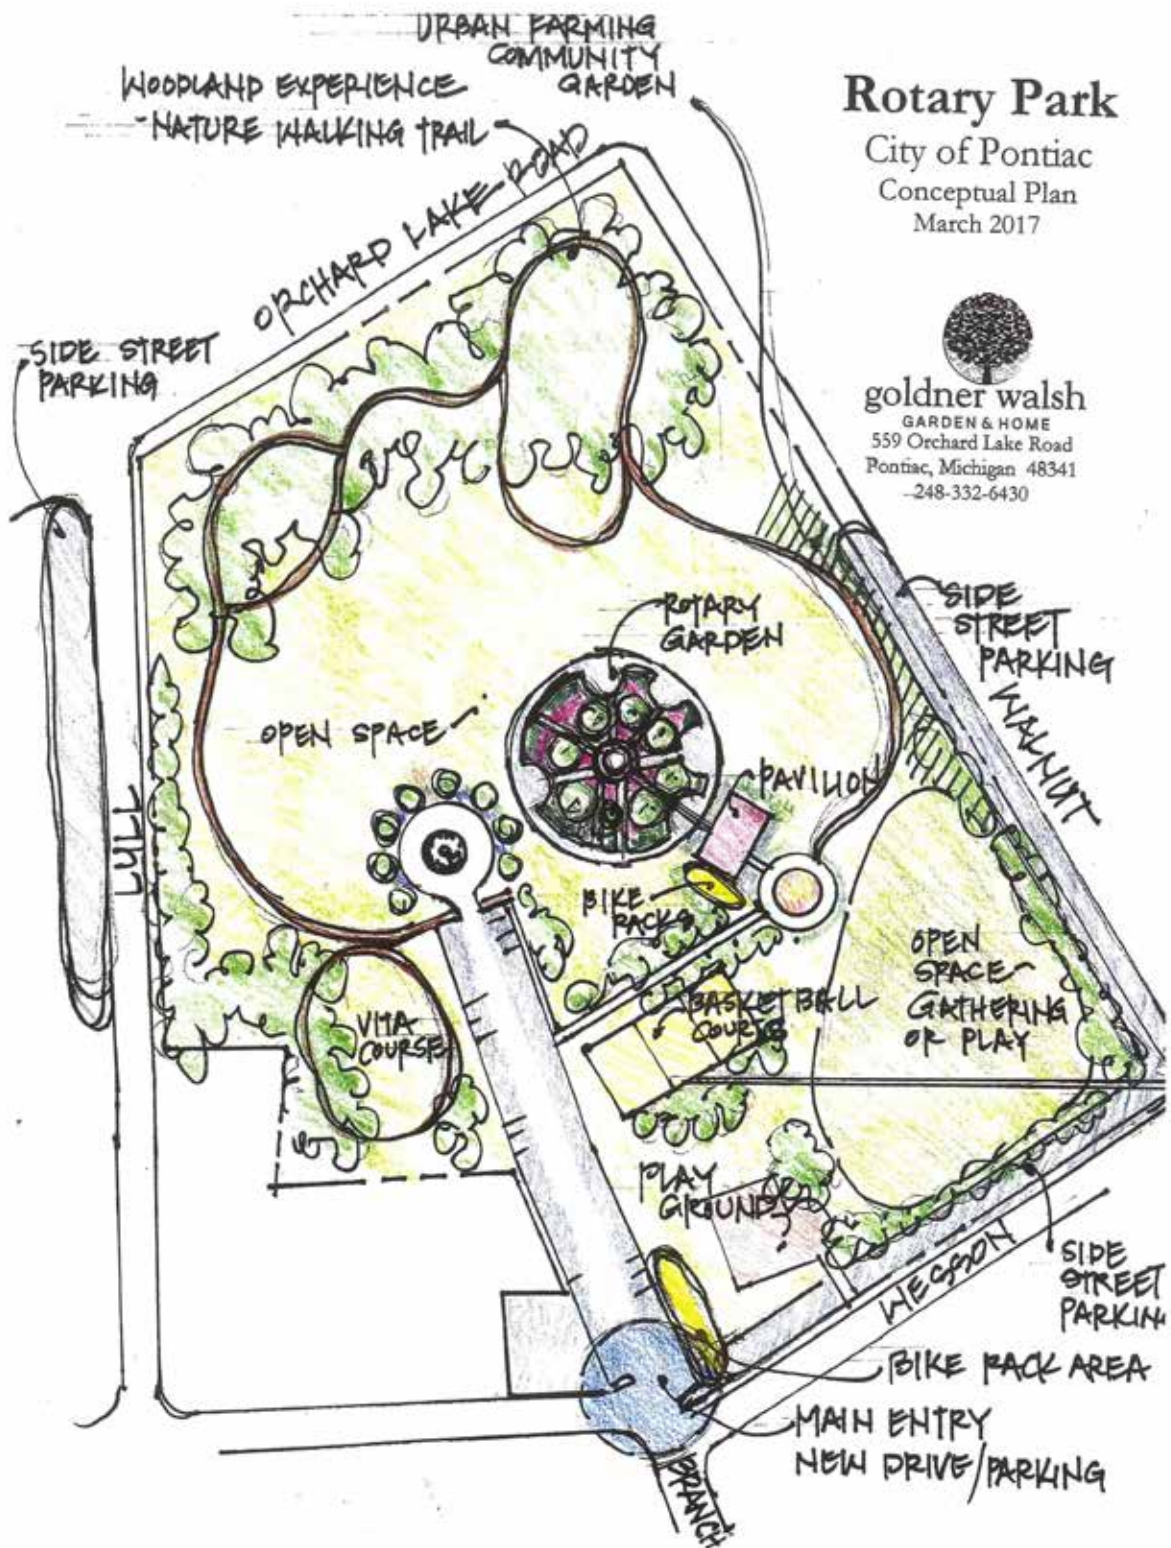 URBAN FARMING
COMMUNITY
GARDEN
WOODLAND EXPERIENCE
- NATURE WALKING TRAIL
Rotary Park
City of Pontiac
Conceptual Plan
March 2017
ORCHARD LAKE ROAD
goldner walsh
GARDEN & HOME
559 Orchard Lake Road
Pontiac, Michigan 48341
248-332-6430
SIDE STREET
PARKING
SIDE
STREET
PARKING
WALNUT
ROTARY
GARDEN
OPEN SPACE
PAVILION
LULL
BIKE
RACKS
OPEN
SPACE
GATHERING
OR PLAY
BASKETBALL
COURTS
VITA
COURSE
PLAY
GROUND
WESSON
SIDE
STREET
PARKIN
BIKE RACK AREA
MAIN ENTRY
NEW DRIVE/PARKING
BRANCH